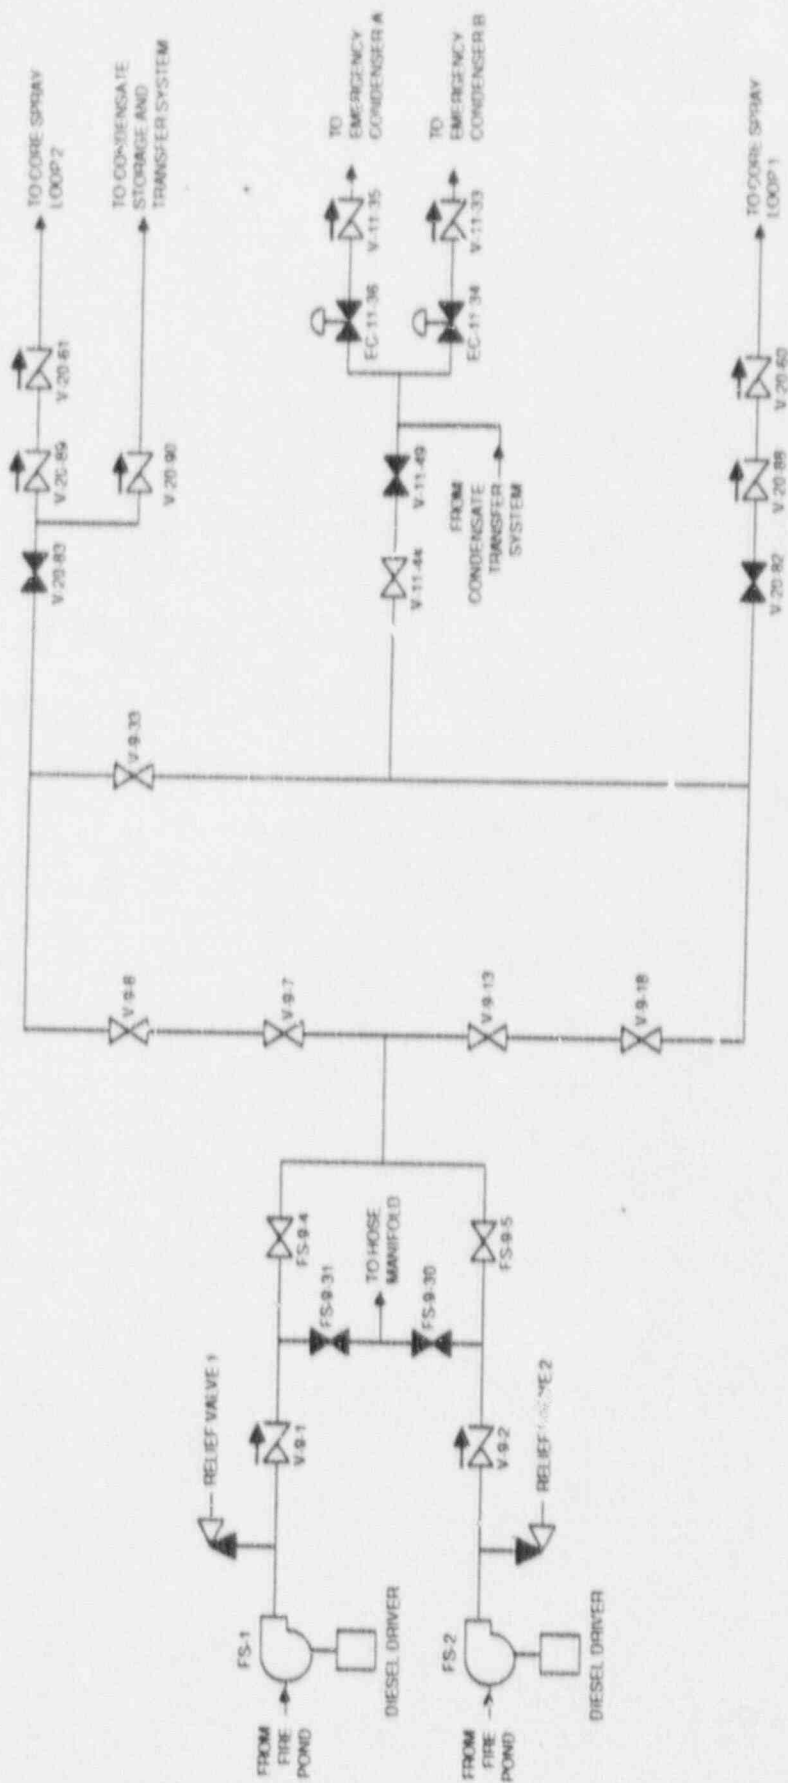 TO CORE SPRAY
LOOP 2
TO CONDENSATE
STORAGE AND
TRANSFER SYSTEM
TO
EMERGENCY
CONDENSER A
TO
EMERGENCY
CONDENSER B
TO CORE SPRAY
LOOP 1
V-20-61
V-20-89
V-20-90
V-20-83
V-11-35
V-11-33
EC-11-36
EC-11-34
V-11-49
FROM
CONDENSATE
TRANSFER
SYSTEM
V-11-44
V-20-60
V-20-88
V-20-82
V-9-33
V-9-8
V-9-7
V-9-13
V-9-18
FS-9-4
FS-9-31
TO HOSE
MANIFOLD
FS-9-30
FS-9-5
RELIEF VALVE 1
V-9-1
V-9-2
RELIEF
FS-1
DIESEL DRIVER
FROM
FIRE
POND
FS-2
DIESEL DRIVER
FROM
FIRE
POND